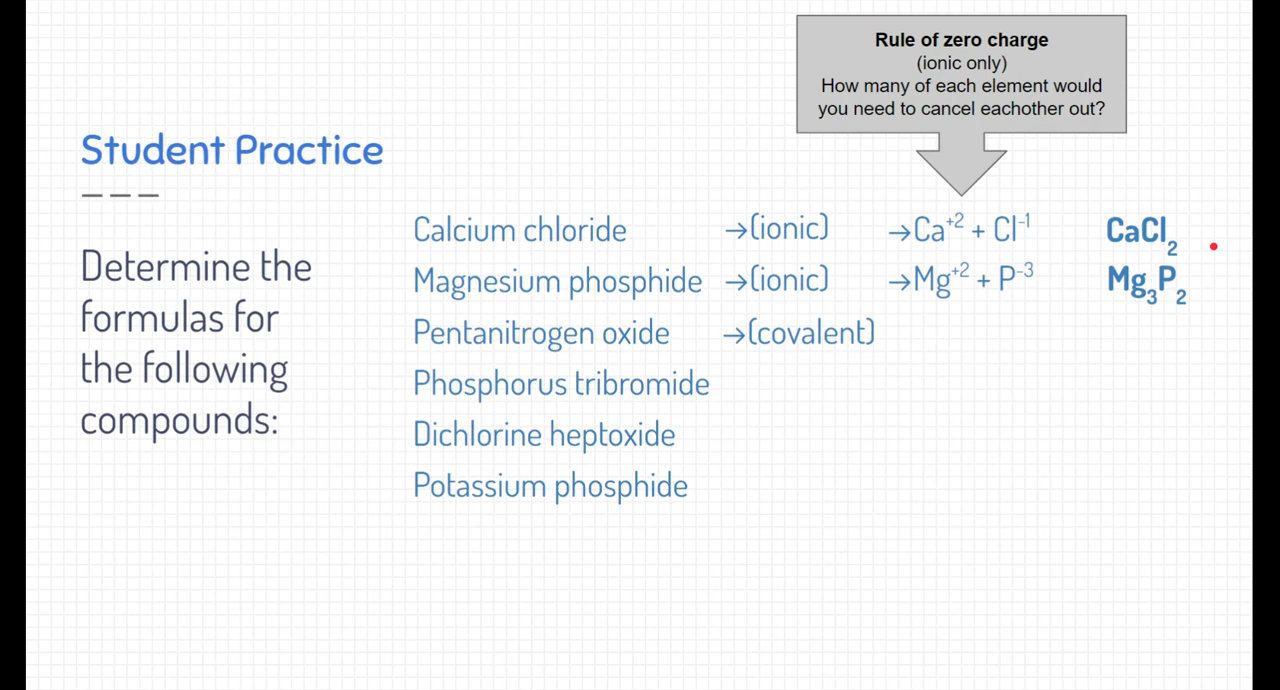 Rule of zero charge
(ionic only)
How many of each element would
you need to cancel eachother out?
Student Practice
Determine the
formulas for
the following
compounds:
Calcium chloride →(ionic) →Ca⁺² + Cl⁻¹ CaCl₂
Magnesium phosphide →(ionic) →Mg⁺² + P⁻³ Mg₃P₂
Pentanitrogen oxide →(covalent)
Phosphorus tribromide
Dichlorine heptoxide
Potassium phosphide